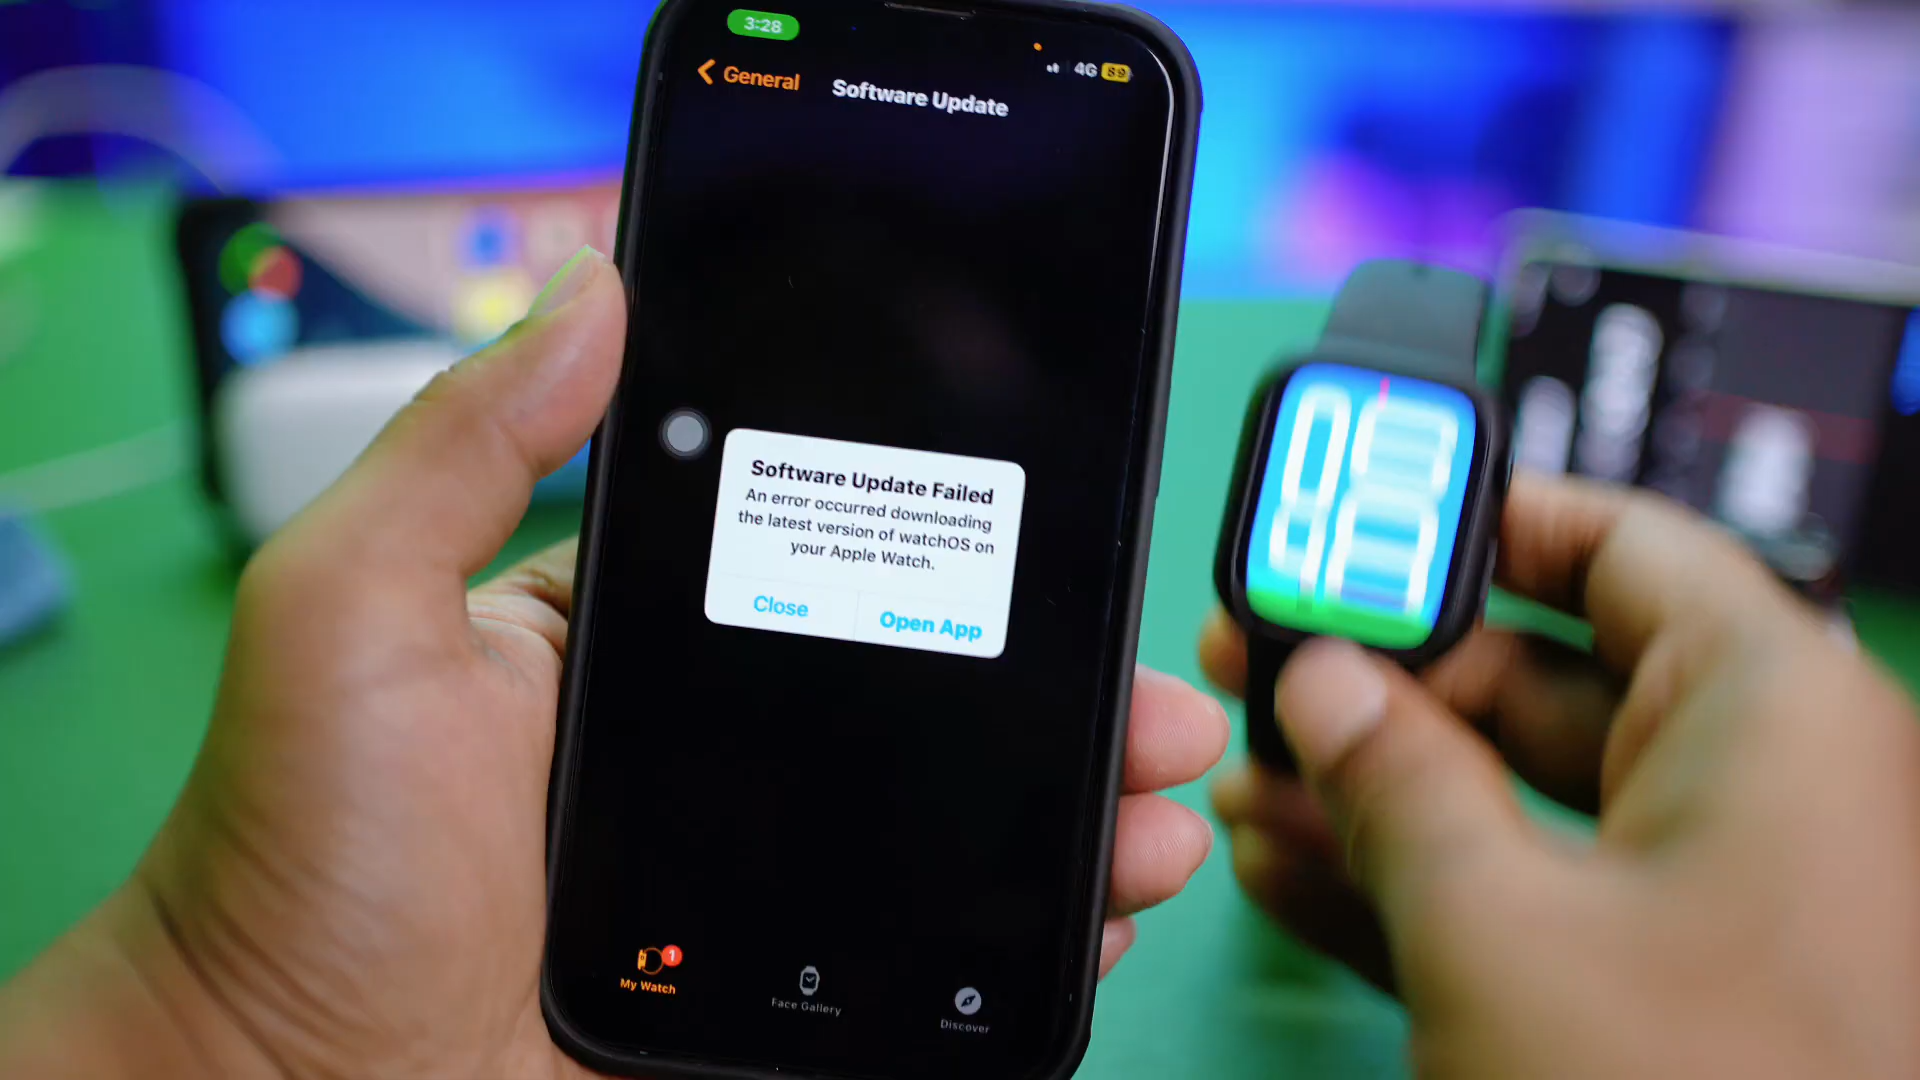 3:28
4G 89
General
Software Update
Software Update Failed
An error occurred downloading
the latest version of watchOS on
your Apple Watch.
Close
Open App
1
My Watch
Face Gallery
Discover